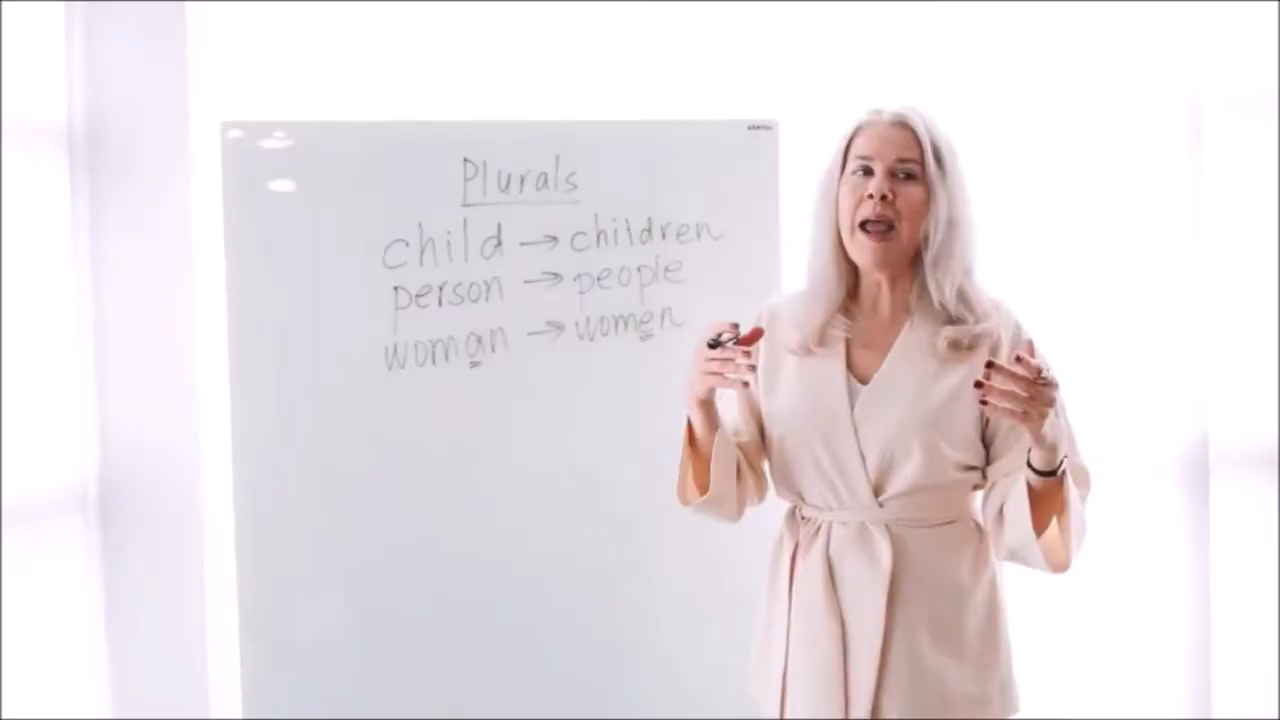 Plurals
child → children
person → people
woman → women